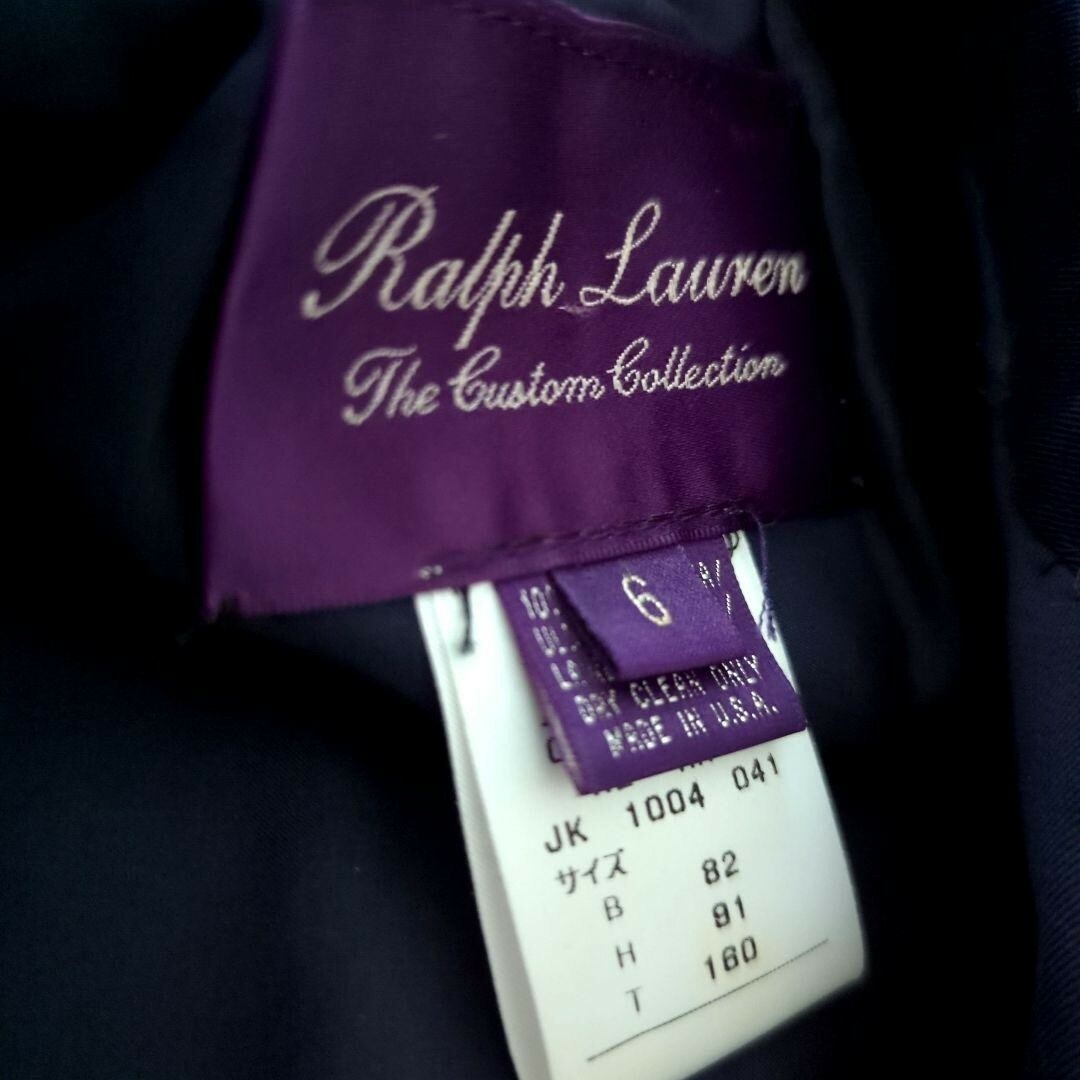 Ralph Lauren
The Custom Collection
6
DRY CLEAN ONLY
MADE IN U.S.A.
JK 1004 041
サイズ
B 82
H 91
T 160